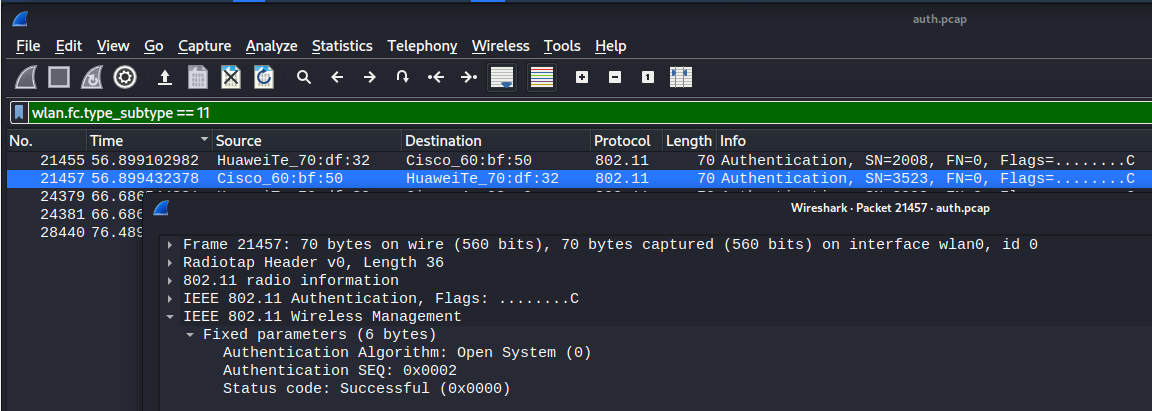 auth.pcap
File Edit View Go Capture Analyze Statistics Telephony Wireless Tools Help
wlan.fc.type_subtype == 11
No. Time Source Destination Protocol Length Info
21455 56.899102982 HuaweiTe_70:df:32 Cisco_60:bf:50 802.11 70 Authentication, SN=2008, FN=0, Flags=........C
21457 56.899432378 Cisco_60:bf:50 HuaweiTe_70:df:32 802.11 70 Authentication, SN=3523, FN=0, Flags=........C
24379 66.686
24381 66.686
28440 76.489
Wireshark · Packet 21457 · auth.pcap
Frame 21457: 70 bytes on wire (560 bits), 70 bytes captured (560 bits) on interface wlan0, id 0
Radiotap Header v0, Length 36
802.11 radio information
IEEE 802.11 Authentication, Flags: ........C
IEEE 802.11 Wireless Management
Fixed parameters (6 bytes)
Authentication Algorithm: Open System (0)
Authentication SEQ: 0x0002
Status code: Successful (0x0000)